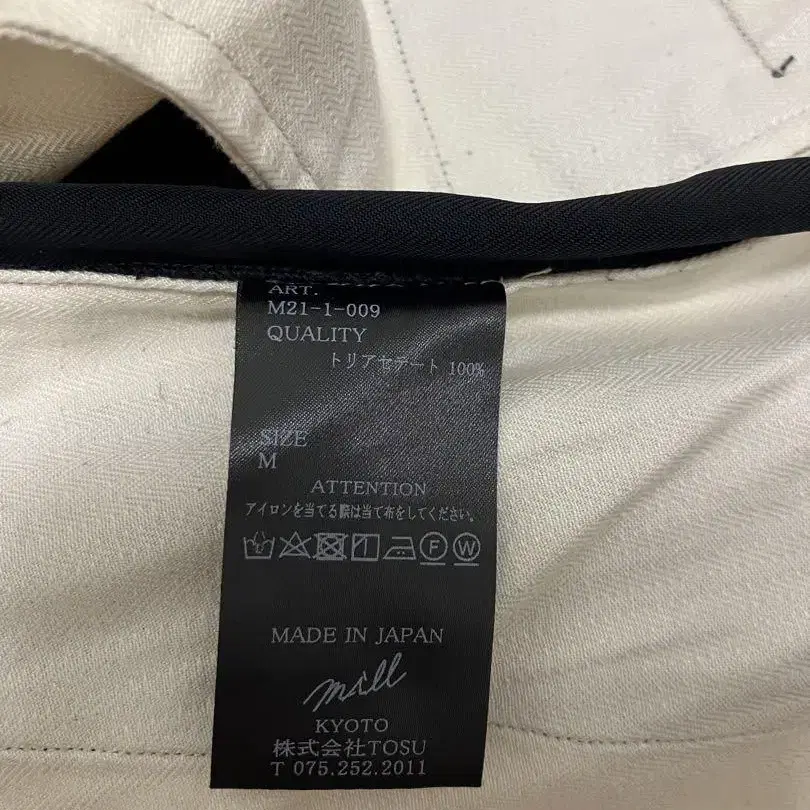 ART.
M21-1-009
QUALITY
トリアセテート 100%
SIZE
M
ATTENTION
アイロンを当てる際は当て布をしてください。
F W
MADE IN JAPAN
mill
KYOTO
株式会社TOSU
T 075.252.2011